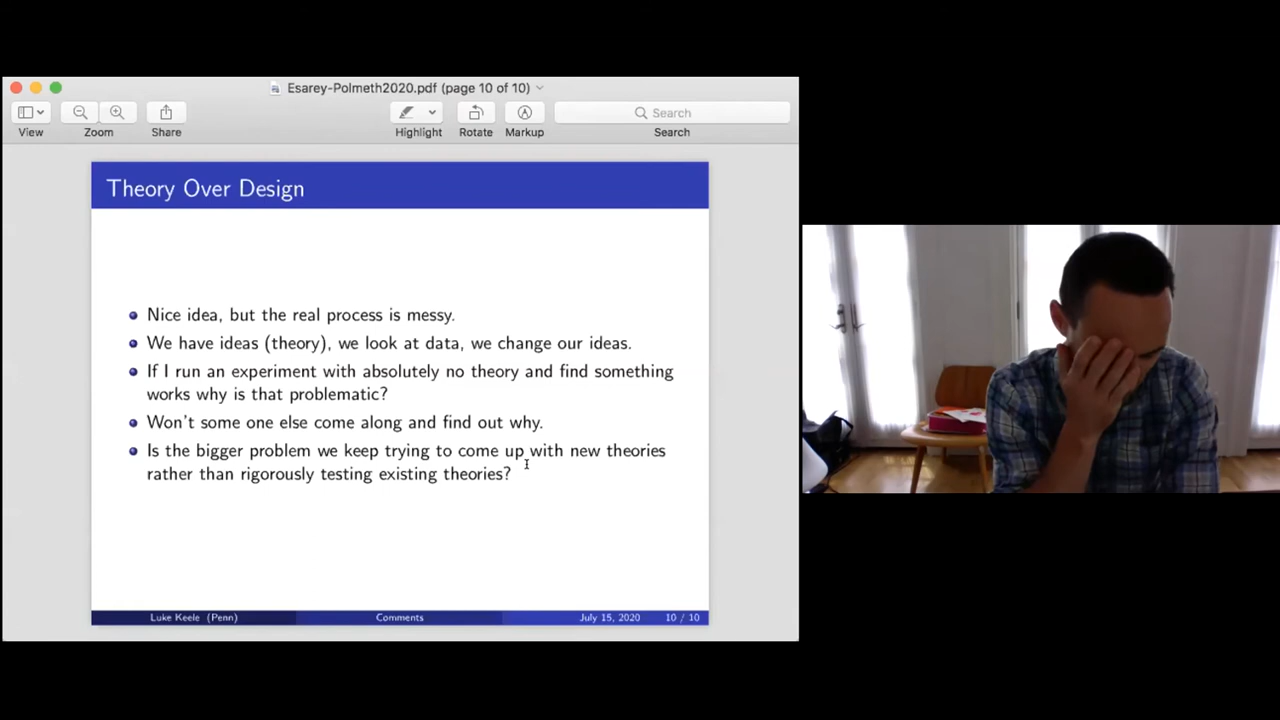 Esarey-Polmeth2020.pdf (page 10 of 10)
Search
View
Zoom
Share
Highlight
Rotate
Markup
Search
Theory Over Design
Nice idea, but the real process is messy.
We have ideas (theory), we look at data, we change our ideas.
If I run an experiment with absolutely no theory and find something
works why is that problematic?
Won't some one else come along and find out why.
Is the bigger problem we keep trying to come up with new theories
rather than rigorously testing existing theories?
Luke Keele (Penn)
Comments
July 15, 2020
10 / 10